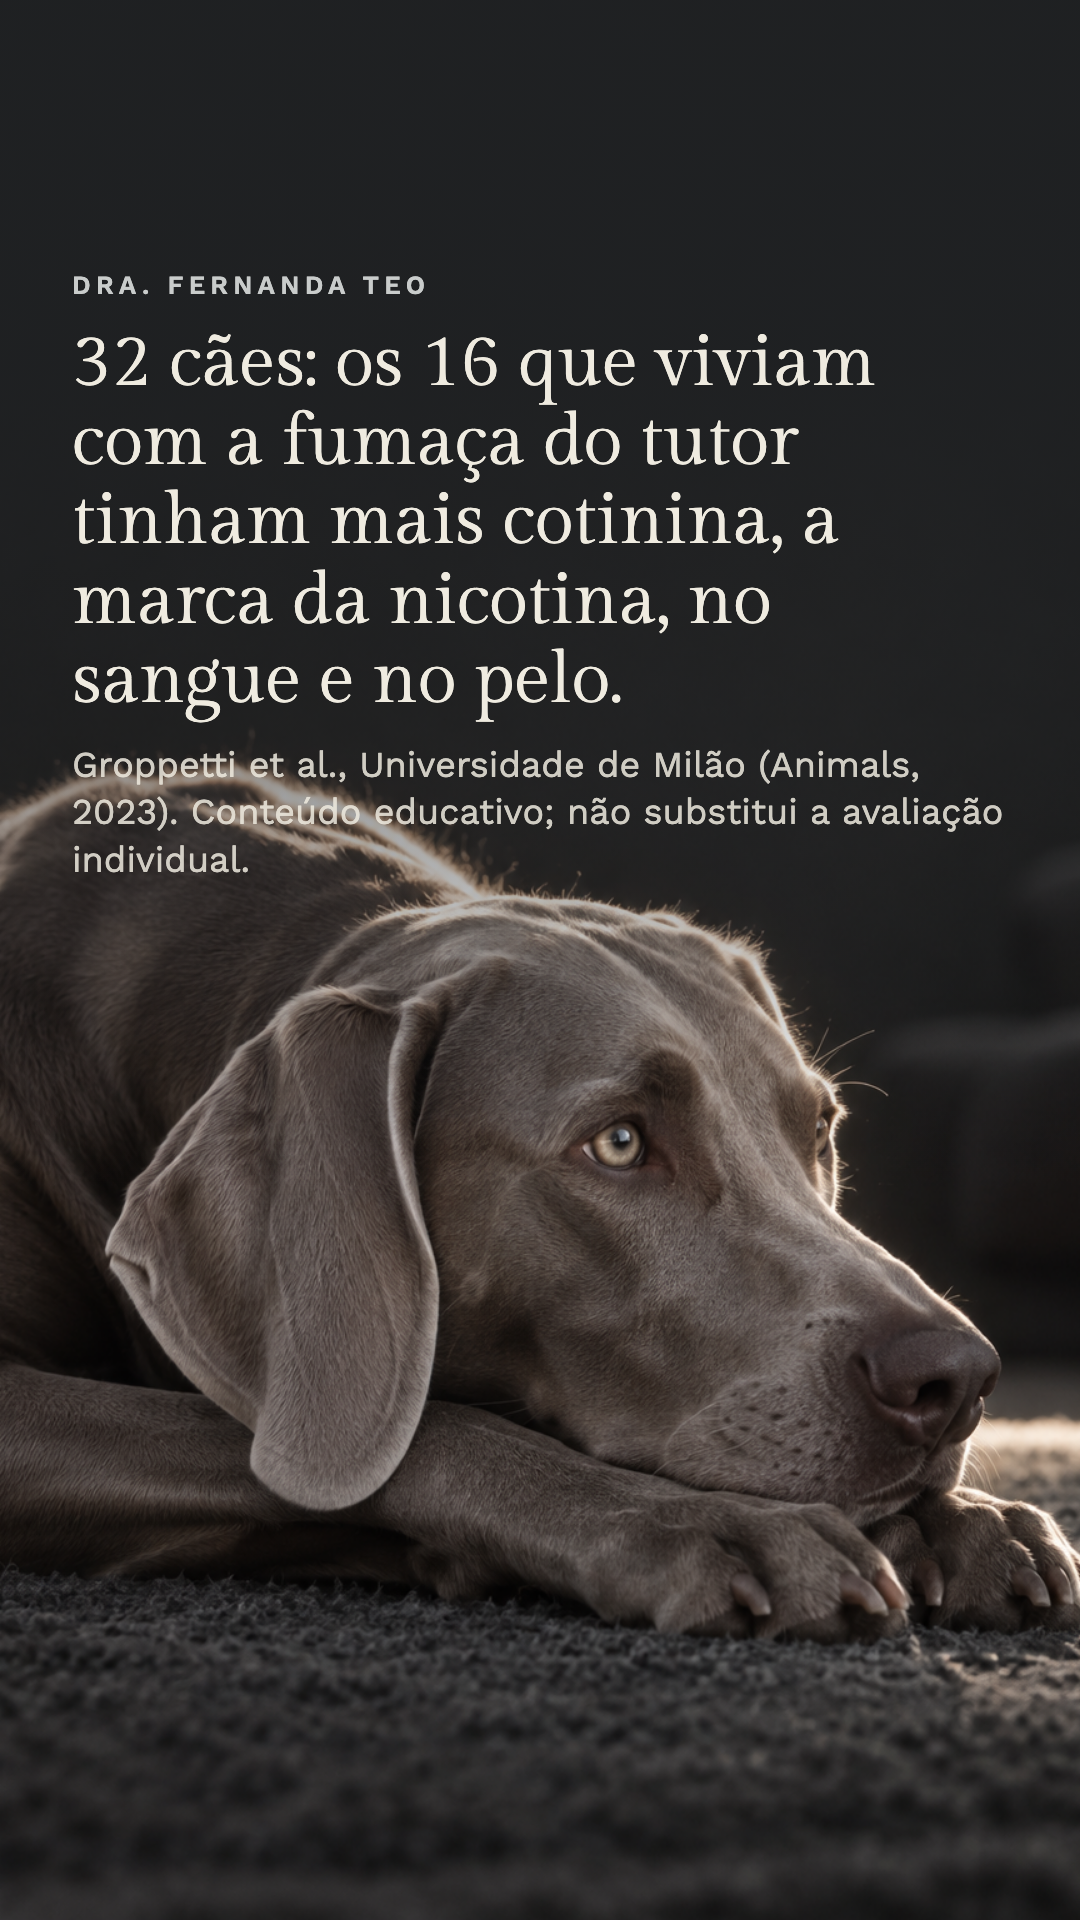 DRA. FERNANDA TEO
32 cães: os 16 que viviam
com a fumaça do tutor
tinham mais cotinina, a
marca da nicotina, no
sangue e no pelo.
Groppetti et al., Universidade de Milão (Animals,
2023). Conteúdo educativo; não substitui a avaliação
individual.